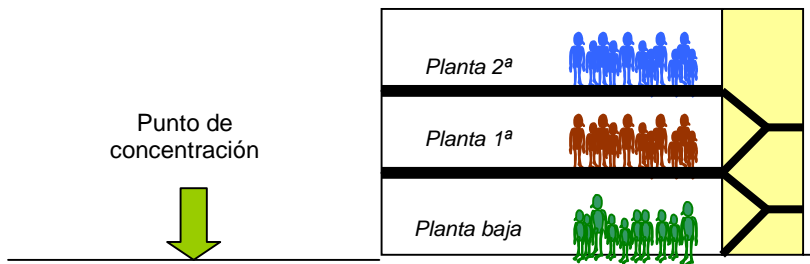 Planta 2ª
Punto de
concentración
Planta 1ª
Planta baja